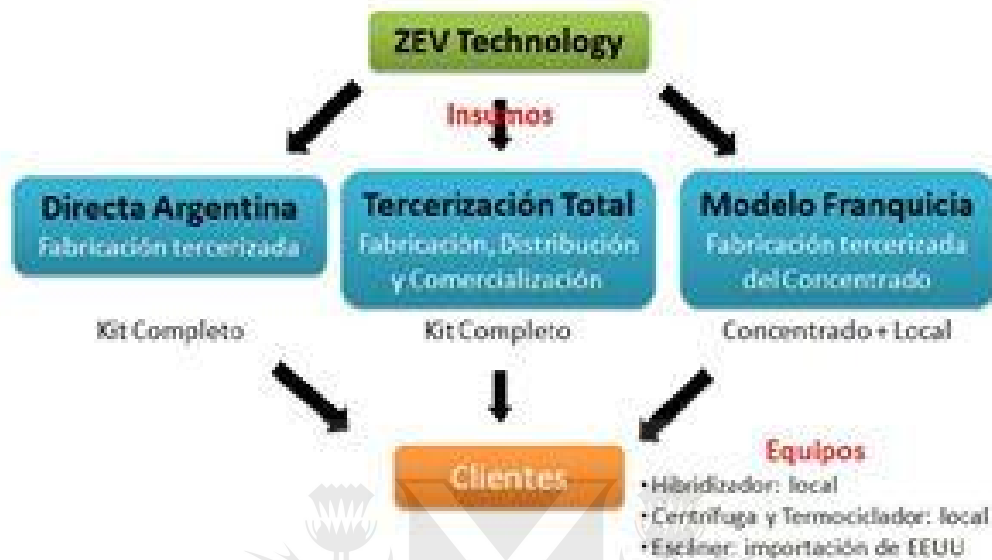 ZEV Technology
Insumos
Directa Argentina
Fabricación tercerizada
Tercerización Total
Fabricación, Distribución
y Comercialización
Modelo Franquicia
Fabricación tercerizada
del Concentrado
Kit Completo
Kit Completo
Concentrado + Local
Clientes
Equipos
•Hibridizador: local
•Centrífuga y Termociclador: local
•Escáner: importación de EEUU